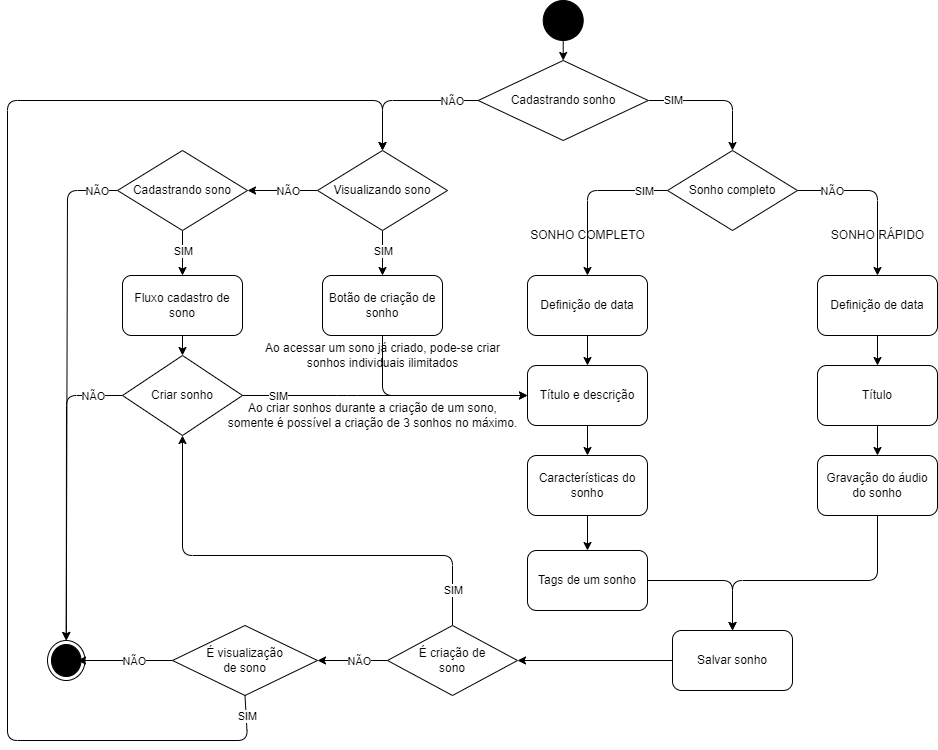 Cadastrando sonho
NÃO
SIM
Cadastrando sono
Visualizando sono
Sonho completo
NÃO
NÃO
SIM
NÃO
SONHO COMPLETO
SONHO RÁPIDO
SIM
SIM
Fluxo cadastro de
sono
Botão de criação de
sonho
Definição de data
Definição de data
Ao acessar um sono já criado, pode-se criar
sonhos individuais ilimitados
Criar sonho
NÃO
SIM
Título e descrição
Título
Ao criar sonhos durante a criação de um sono,
somente é possível a criação de 3 sonhos no máximo.
Características do
sonho
Gravação do áudio
do sonho
Tags de um sonho
SIM
NÃO
É visualização
de sono
NÃO
É criação de
sono
Salvar sonho
SIM